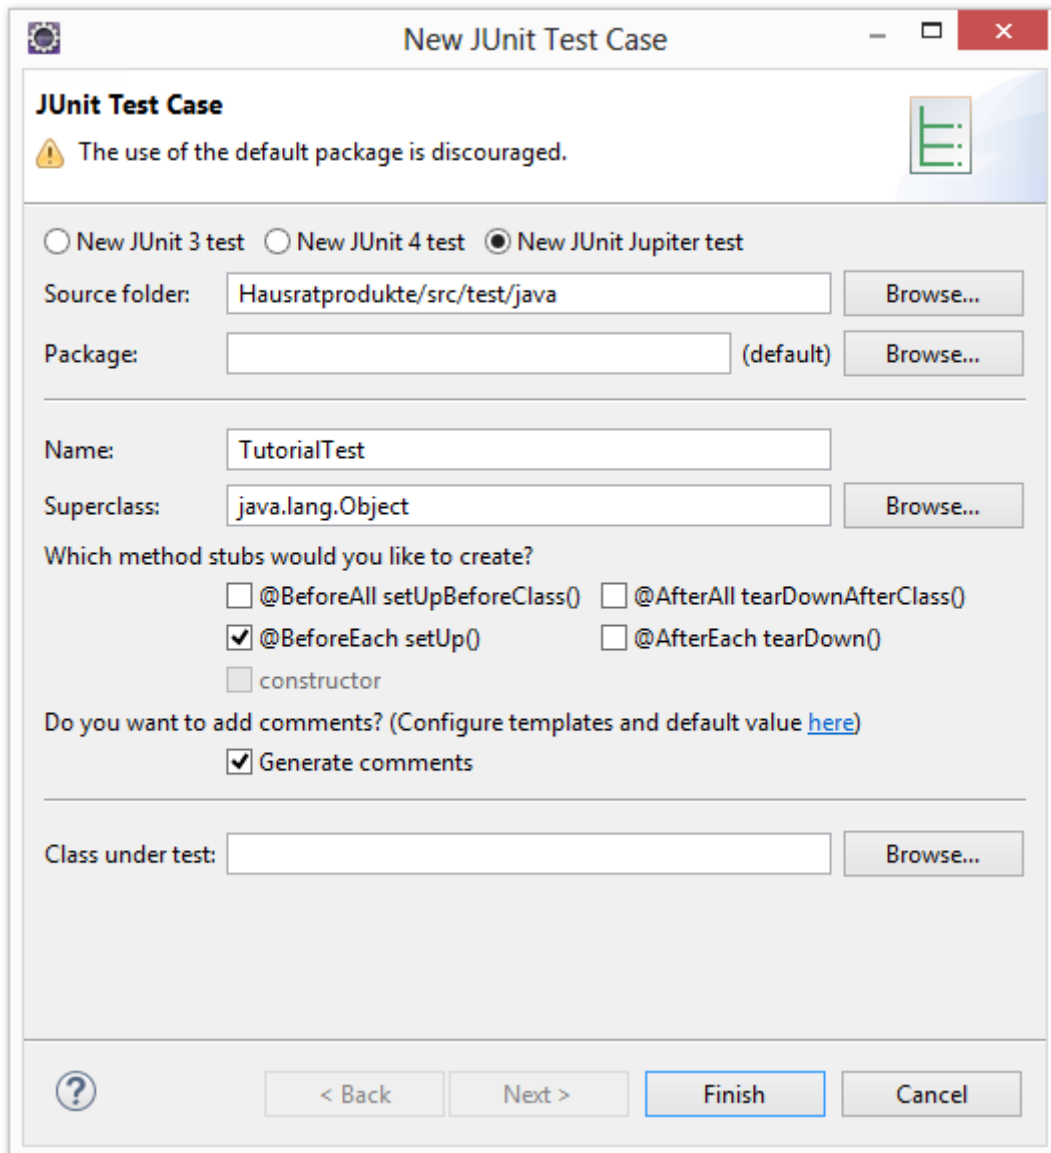 New JUnit Test Case
JUnit Test Case
The use of the default package is discouraged.
New JUnit 3 test New JUnit 4 test New JUnit Jupiter test
Source folder: Hausratprodukte/src/test/java Browse...
Package: (default) Browse...
Name: TutorialTest
Superclass: java.lang.Object Browse...
Which method stubs would you like to create?
@BeforeAll setUpBeforeClass() @AfterAll tearDownAfterClass()
@BeforeEach setUp() @AfterEach tearDown()
constructor
Do you want to add comments? (Configure templates and default value here)
Generate comments
Class under test: Browse...
? < Back Next > Finish Cancel